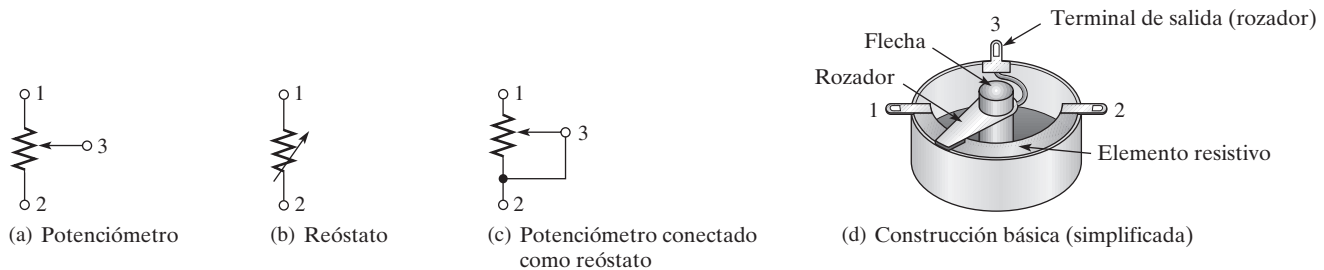 1
3
2
(a) Potenciómetro
1
2
(b) Reóstato
1
3
2
(c) Potenciómetro conectado
como reóstato
3
Terminal de salida (rozador)
Flecha
Rozador
1
2
Elemento resistivo
(d) Construcción básica (simplificada)